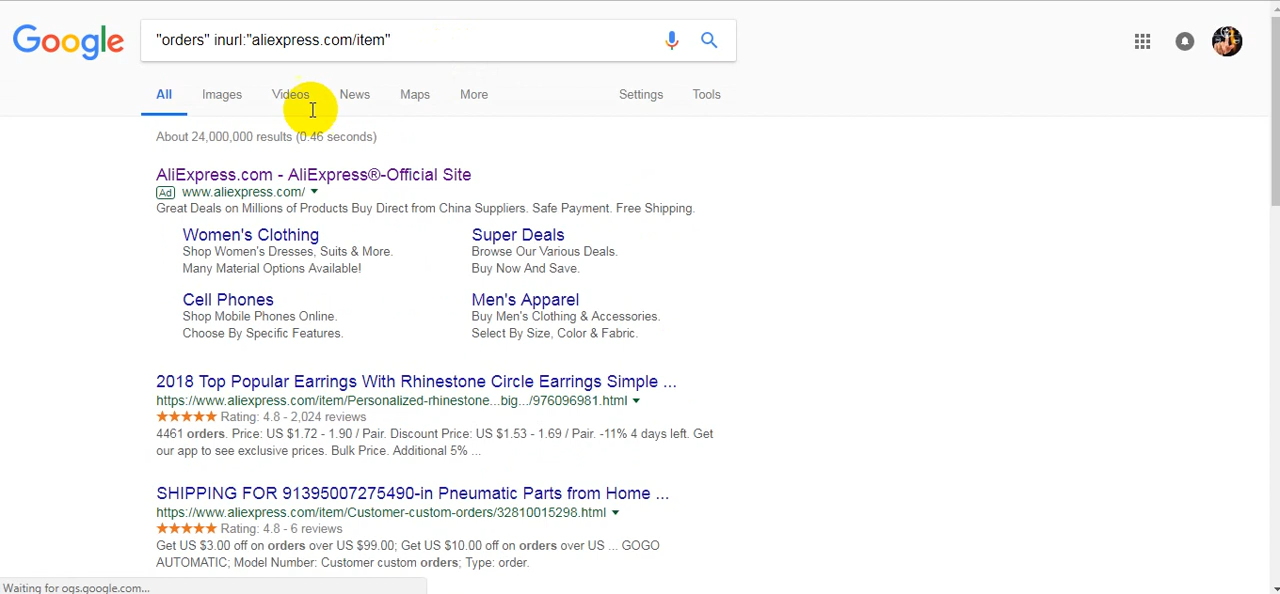 Google
"orders" inurl:"aliexpress.com/item"
All Images Videos News Maps More Settings Tools
About 24,000,000 results (0.46 seconds)
AliExpress.com - AliExpress®-Official Site
Ad www.aliexpress.com/
Great Deals on Millions of Products Buy Direct from China Suppliers. Safe Payment. Free Shipping.
Women's Clothing
Shop Women's Dresses, Suits & More.
Many Material Options Available!
Super Deals
Browse Our Various Deals.
Buy Now And Save.
Cell Phones
Shop Mobile Phones Online.
Choose By Specific Features.
Men's Apparel
Buy Men's Clothing & Accessories.
Select By Size, Color & Fabric.
2018 Top Popular Earrings With Rhinestone Circle Earrings Simple ...
https://www.aliexpress.com/item/Personalized-rhinestone...big.../976096981.html
Rating: 4.8 - 2,024 reviews
4461 orders. Price: US $1.72 - 1.90 / Pair. Discount Price: US $1.53 - 1.69 / Pair. -11% 4 days left. Get
our app to see exclusive prices. Bulk Price. Additional 5% ...
SHIPPING FOR 91395007275490-in Pneumatic Parts from Home ...
https://www.aliexpress.com/item/Customer-custom-orders/32810015298.html
Rating: 4.8 - 6 reviews
Get US $3.00 off on orders over US $99.00; Get US $10.00 off on orders over US ... GOGO
AUTOMATIC; Model Number: Customer custom orders; Type: order.
Waiting for ogs.google.com...